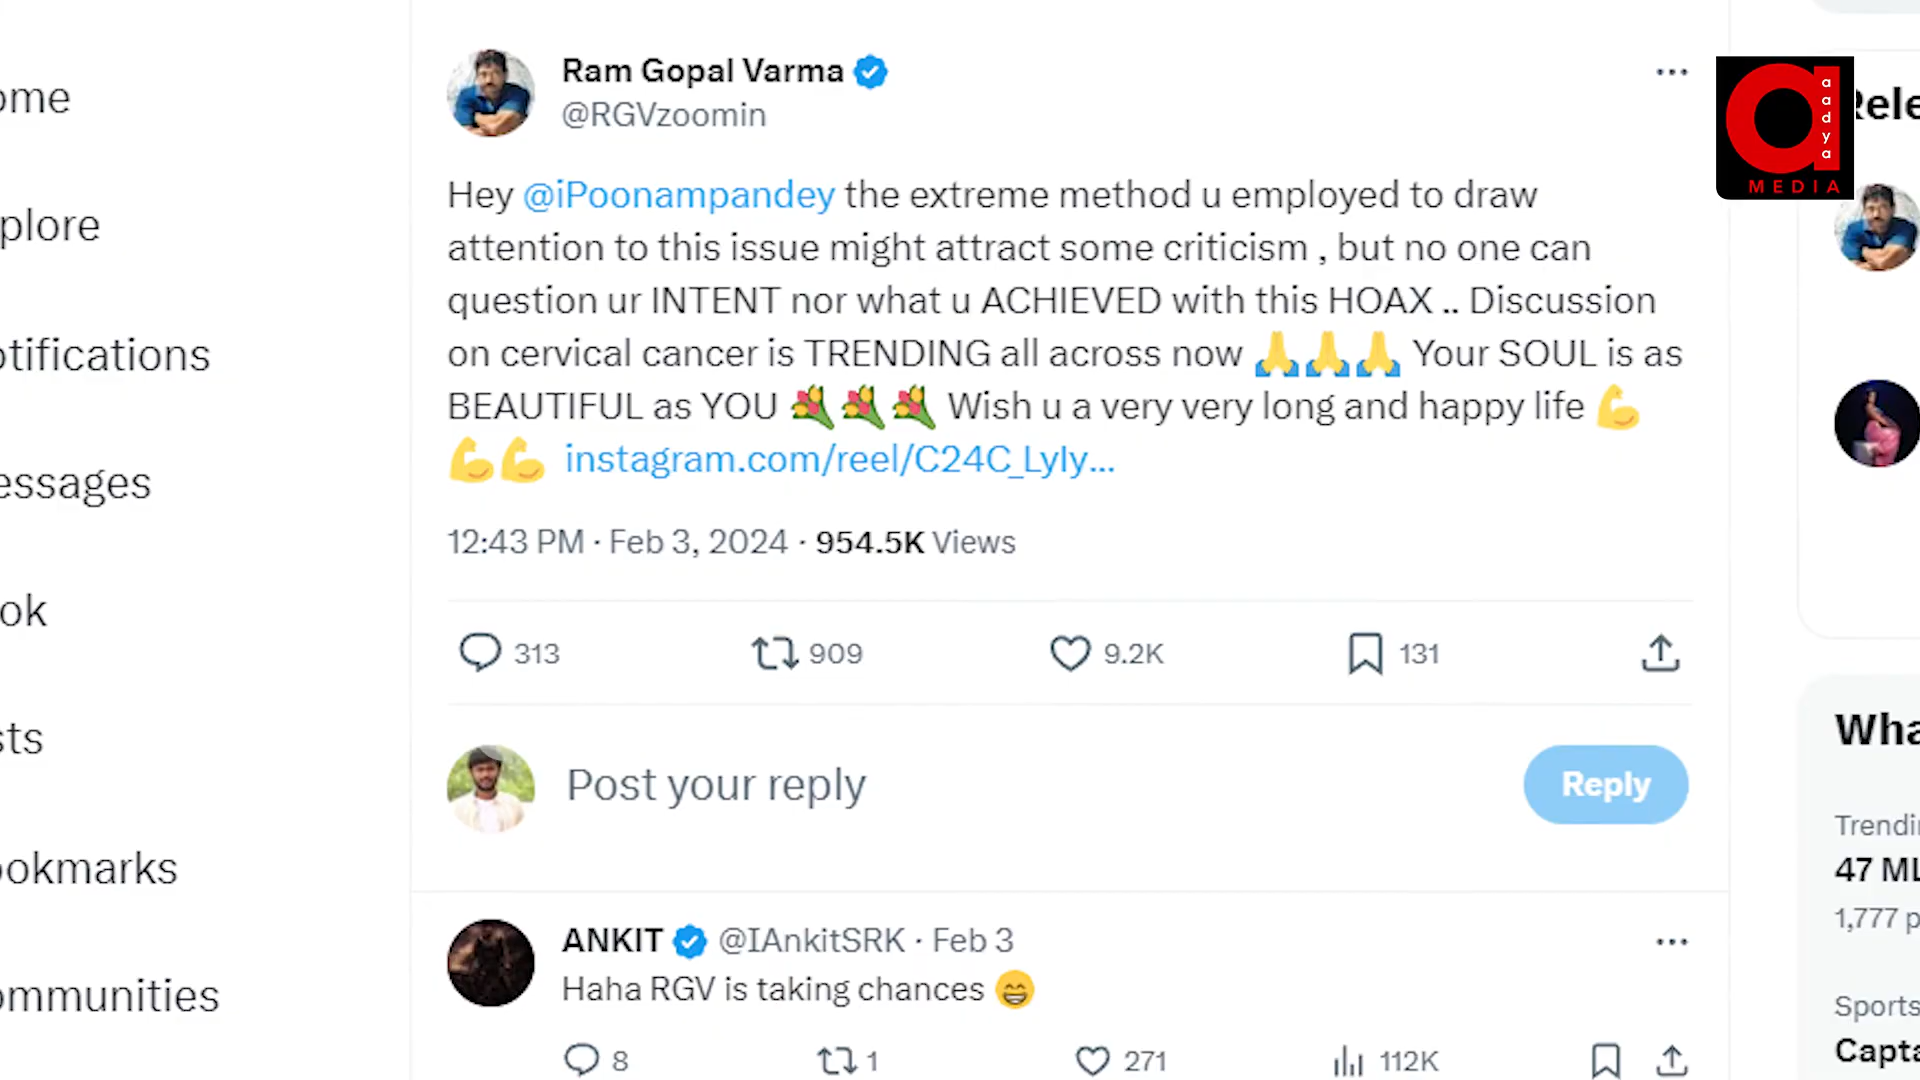 ome
plore
otifications
essages
ok
sts
ookmarks
ommunities
Ram Gopal Varma
@RGVzoomin
Hey @iPoonampandey the extreme method u employed to draw
attention to this issue might attract some criticism , but no one can
question ur INTENT nor what u ACHIEVED with this HOAX .. Discussion
on cervical cancer is TRENDING all across now 🙏🙏🙏 Your SOUL is as
BEAUTIFUL as YOU 💐💐💐 Wish u a very very long and happy life 💪
💪💪 instagram.com/reel/C24C_LyIy...
12:43 PM · Feb 3, 2024 · 954.5K Views
313 909 9.2K 131
Post your reply
Reply
ANKIT @IAnkitSRK · Feb 3
Haha RGV is taking chances 😁
8 1 271 112K
aadya
MEDIA
Rele
Wha
Trendi
47 ML
1,777 p
Sports
Capta